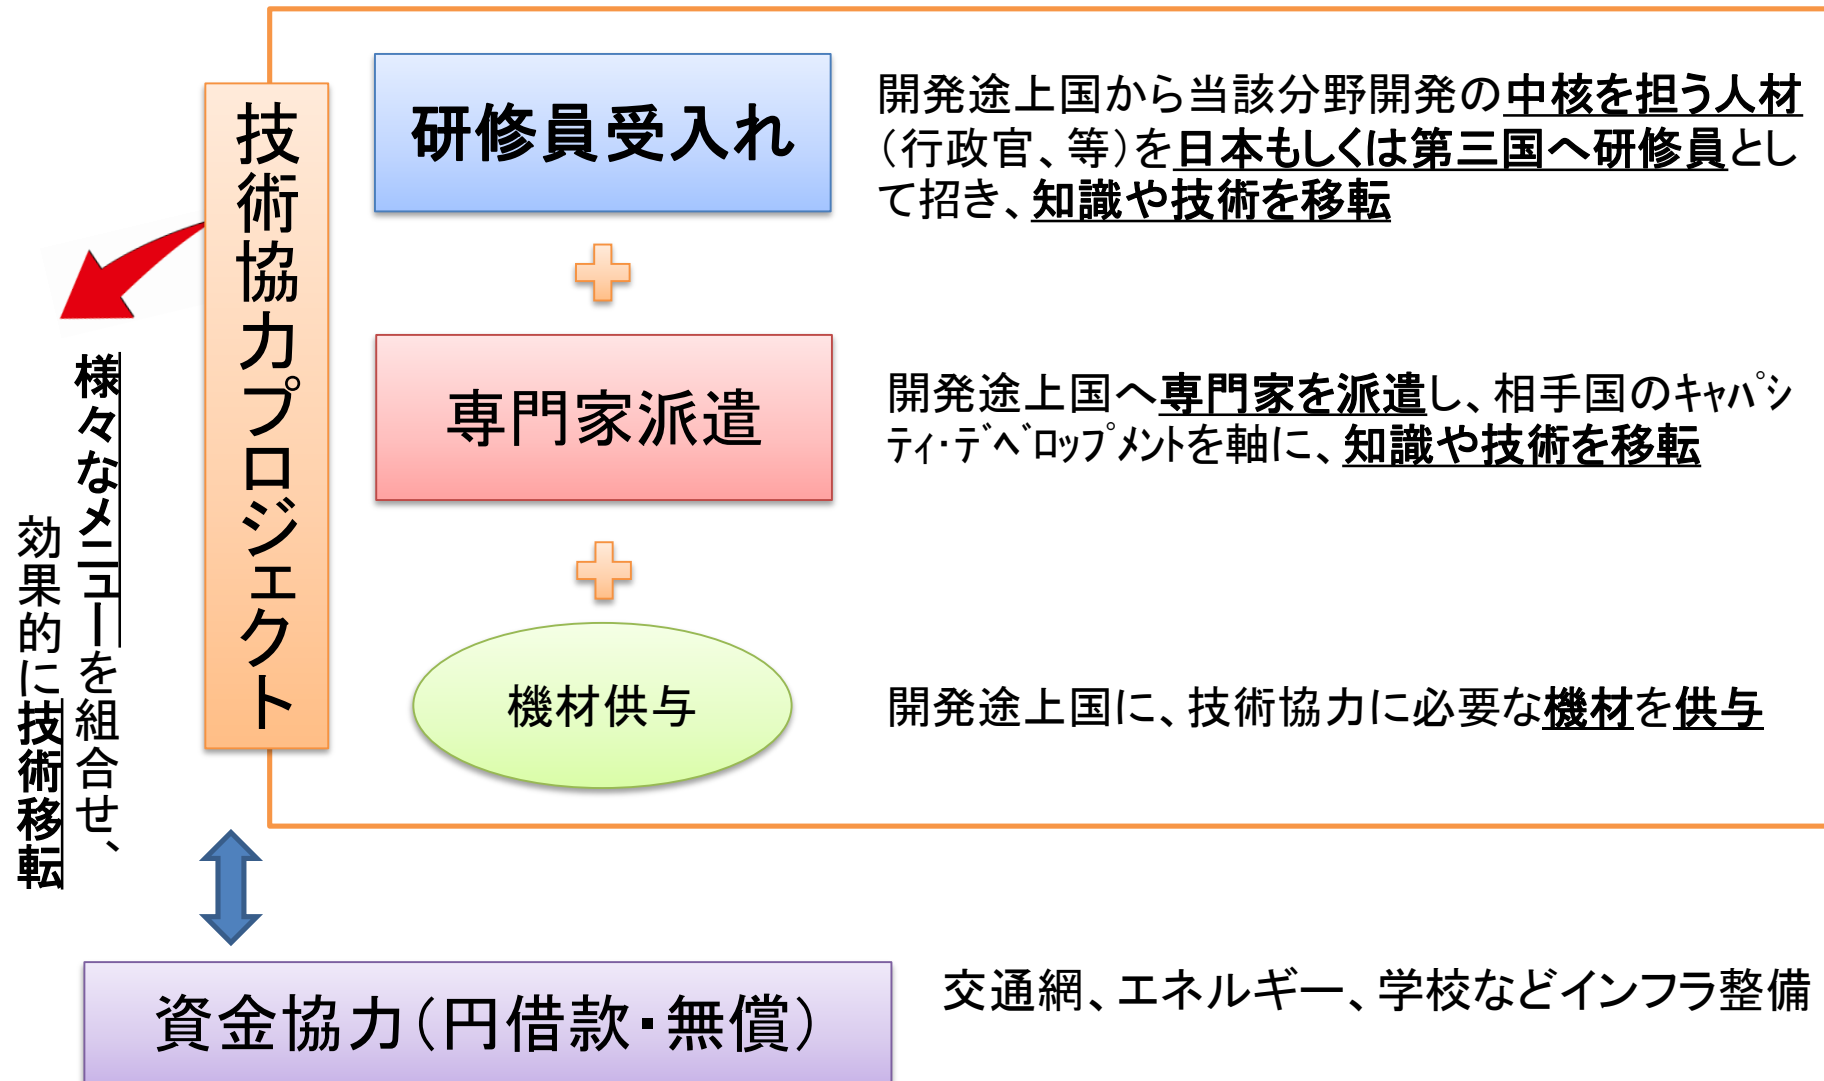 技術協力プロジェクト
研修員受入れ
開発途上国から当該分野開発の中核を担う人材
（行政官、等）を日本もしくは第三国へ研修員とし
て招き、知識や技術を移転
専門家派遣
開発途上国へ専門家を派遣し、相手国のｷｬﾊﾟｼ
ﾃｨ・ﾃﾞﾍﾞﾛｯﾌﾟﾒﾝﾄを軸に、知識や技術を移転
機材供与
開発途上国に、技術協力に必要な機材を供与
様々なメニューを組合せ、
効果的に技術移転
資金協力（円借款・無償）
交通網、エネルギー、学校などインフラ整備